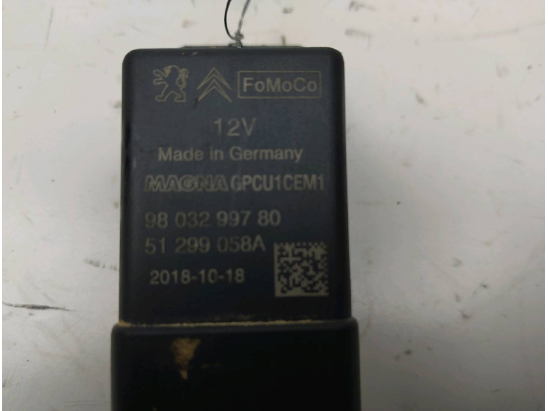 FoMoCo
12V
Made in Germany
MAGNA GPCU1CEM1
98 032 997 80
51 299 058A
2018-10-18